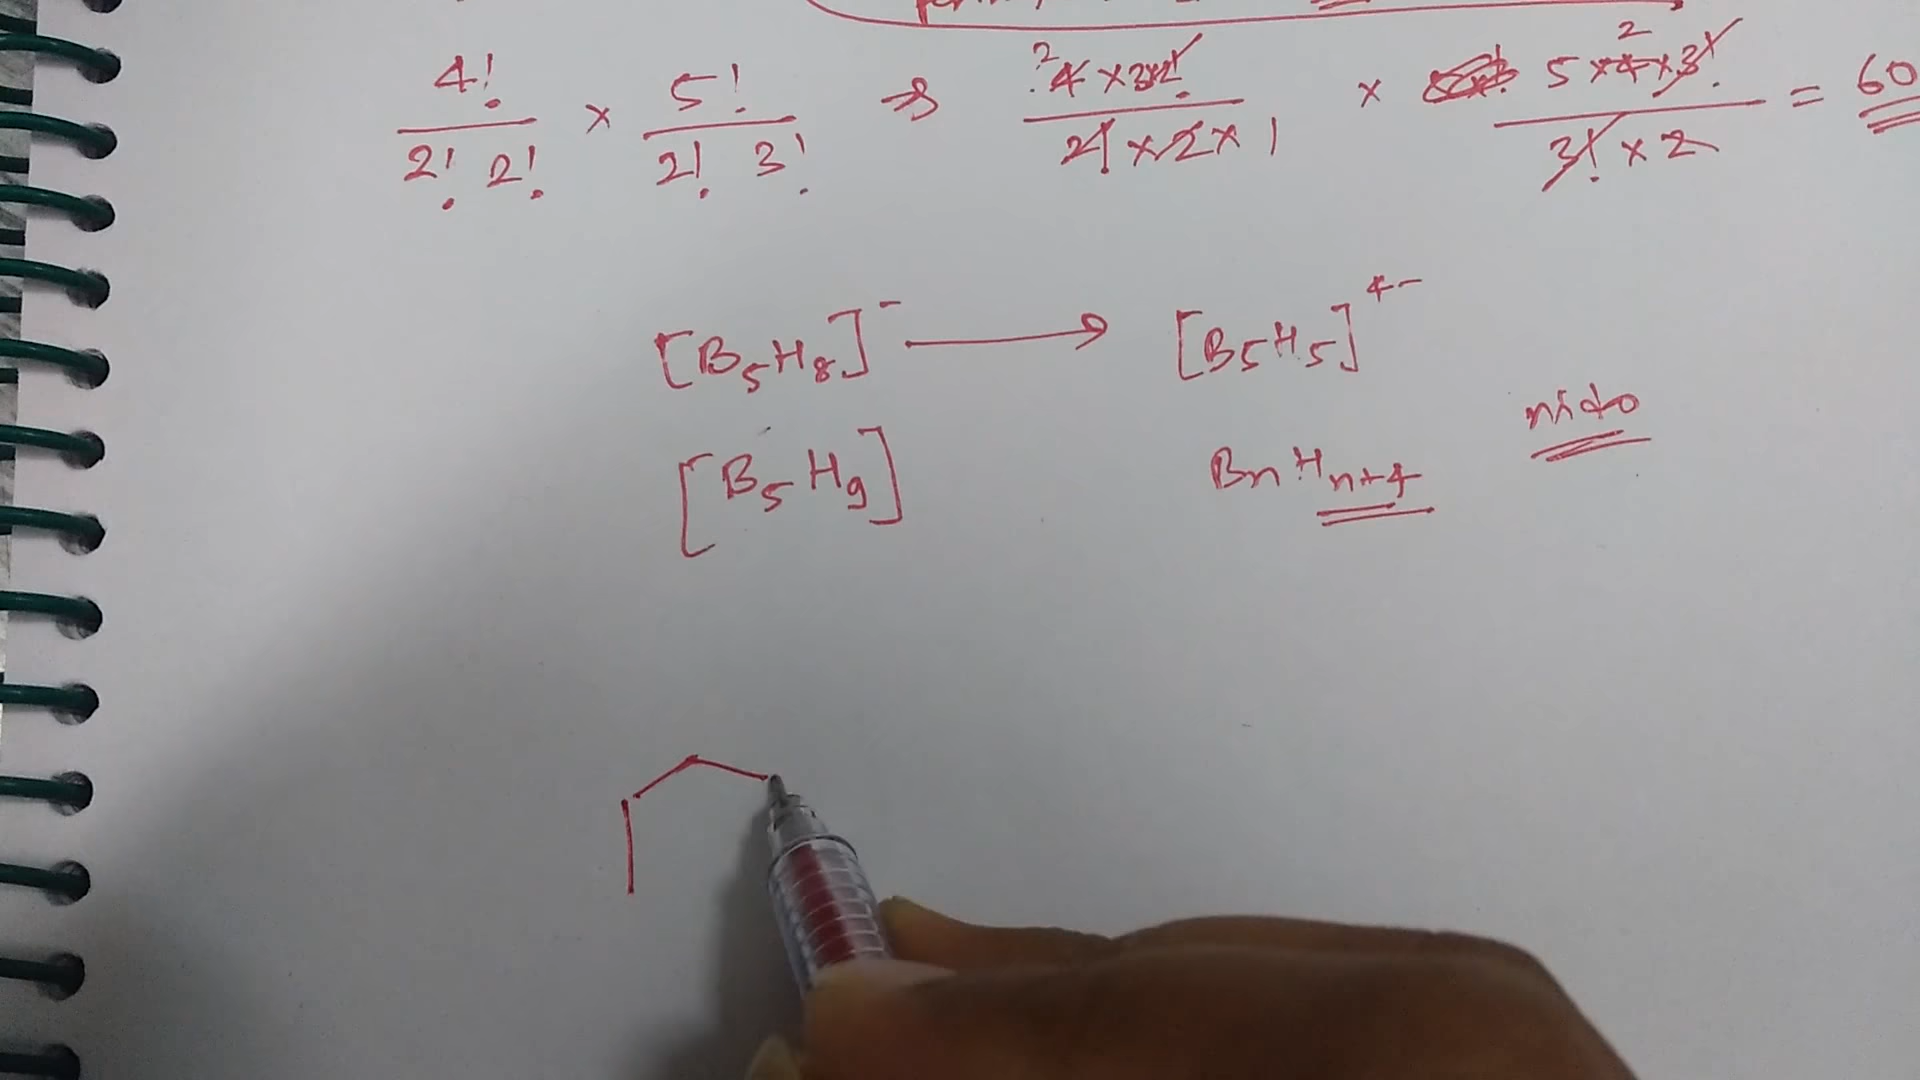 4! / 2! 2! × 5! / 2! 3! ⇒ 4 × 3 × 2! / 2! × 2 × 1 × 5 × 4 × 3! / 3! × 2 = 60
[B₅H₈]⁻ ⟶ [B₅H₅]⁴⁻
nido
[B₅H₉] BₙHₙ₊₄